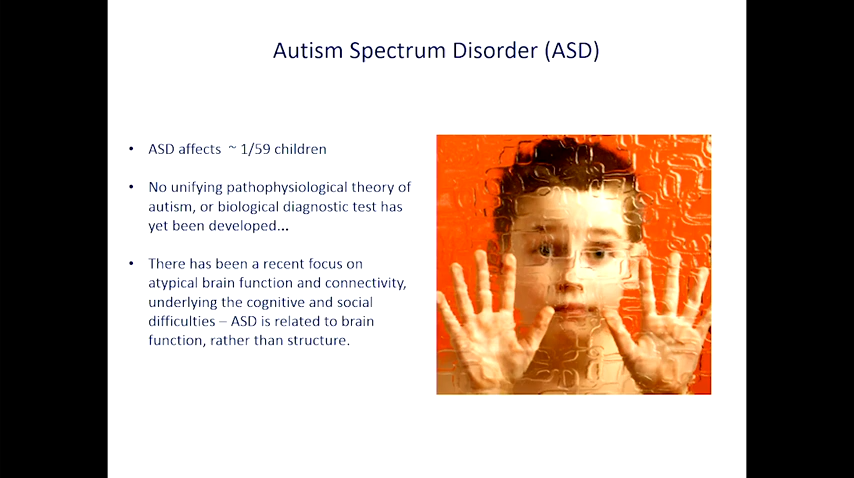 Autism Spectrum Disorder (ASD)
• ASD affects ~ 1/59 children
• No unifying pathophysiological theory of
autism, or biological diagnostic test has
yet been developed...
• There has been a recent focus on
atypical brain function and connectivity,
underlying the cognitive and social
difficulties – ASD is related to brain
function, rather than structure.